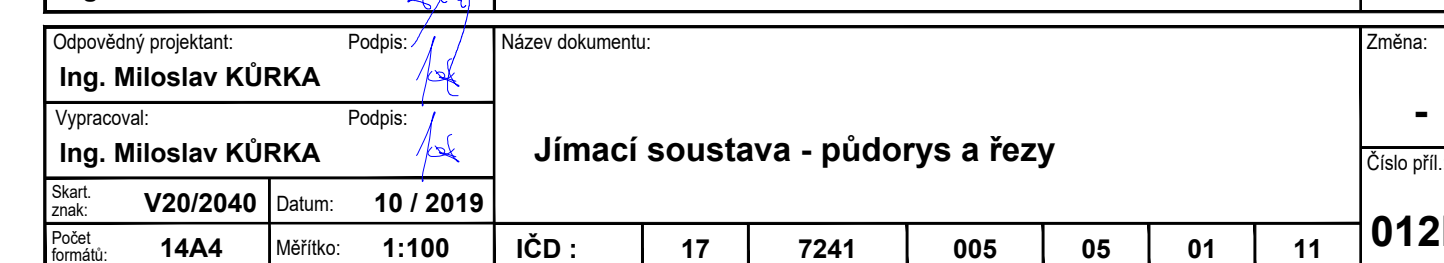 Odpovědný projektant: Podpis:
Ing. Miloslav KŮRKA
Vypracoval: Podpis:
Ing. Miloslav KŮRKA
Skart. znak: V20/2040 Datum: 10 / 2019
Počet formátů: 14A4 Měřítko: 1:100
Název dokumentu:
Jímací soustava - půdorys a řezy
IČD : 17 7241 005 05 01 11
Změna:
-
Číslo příl.
012